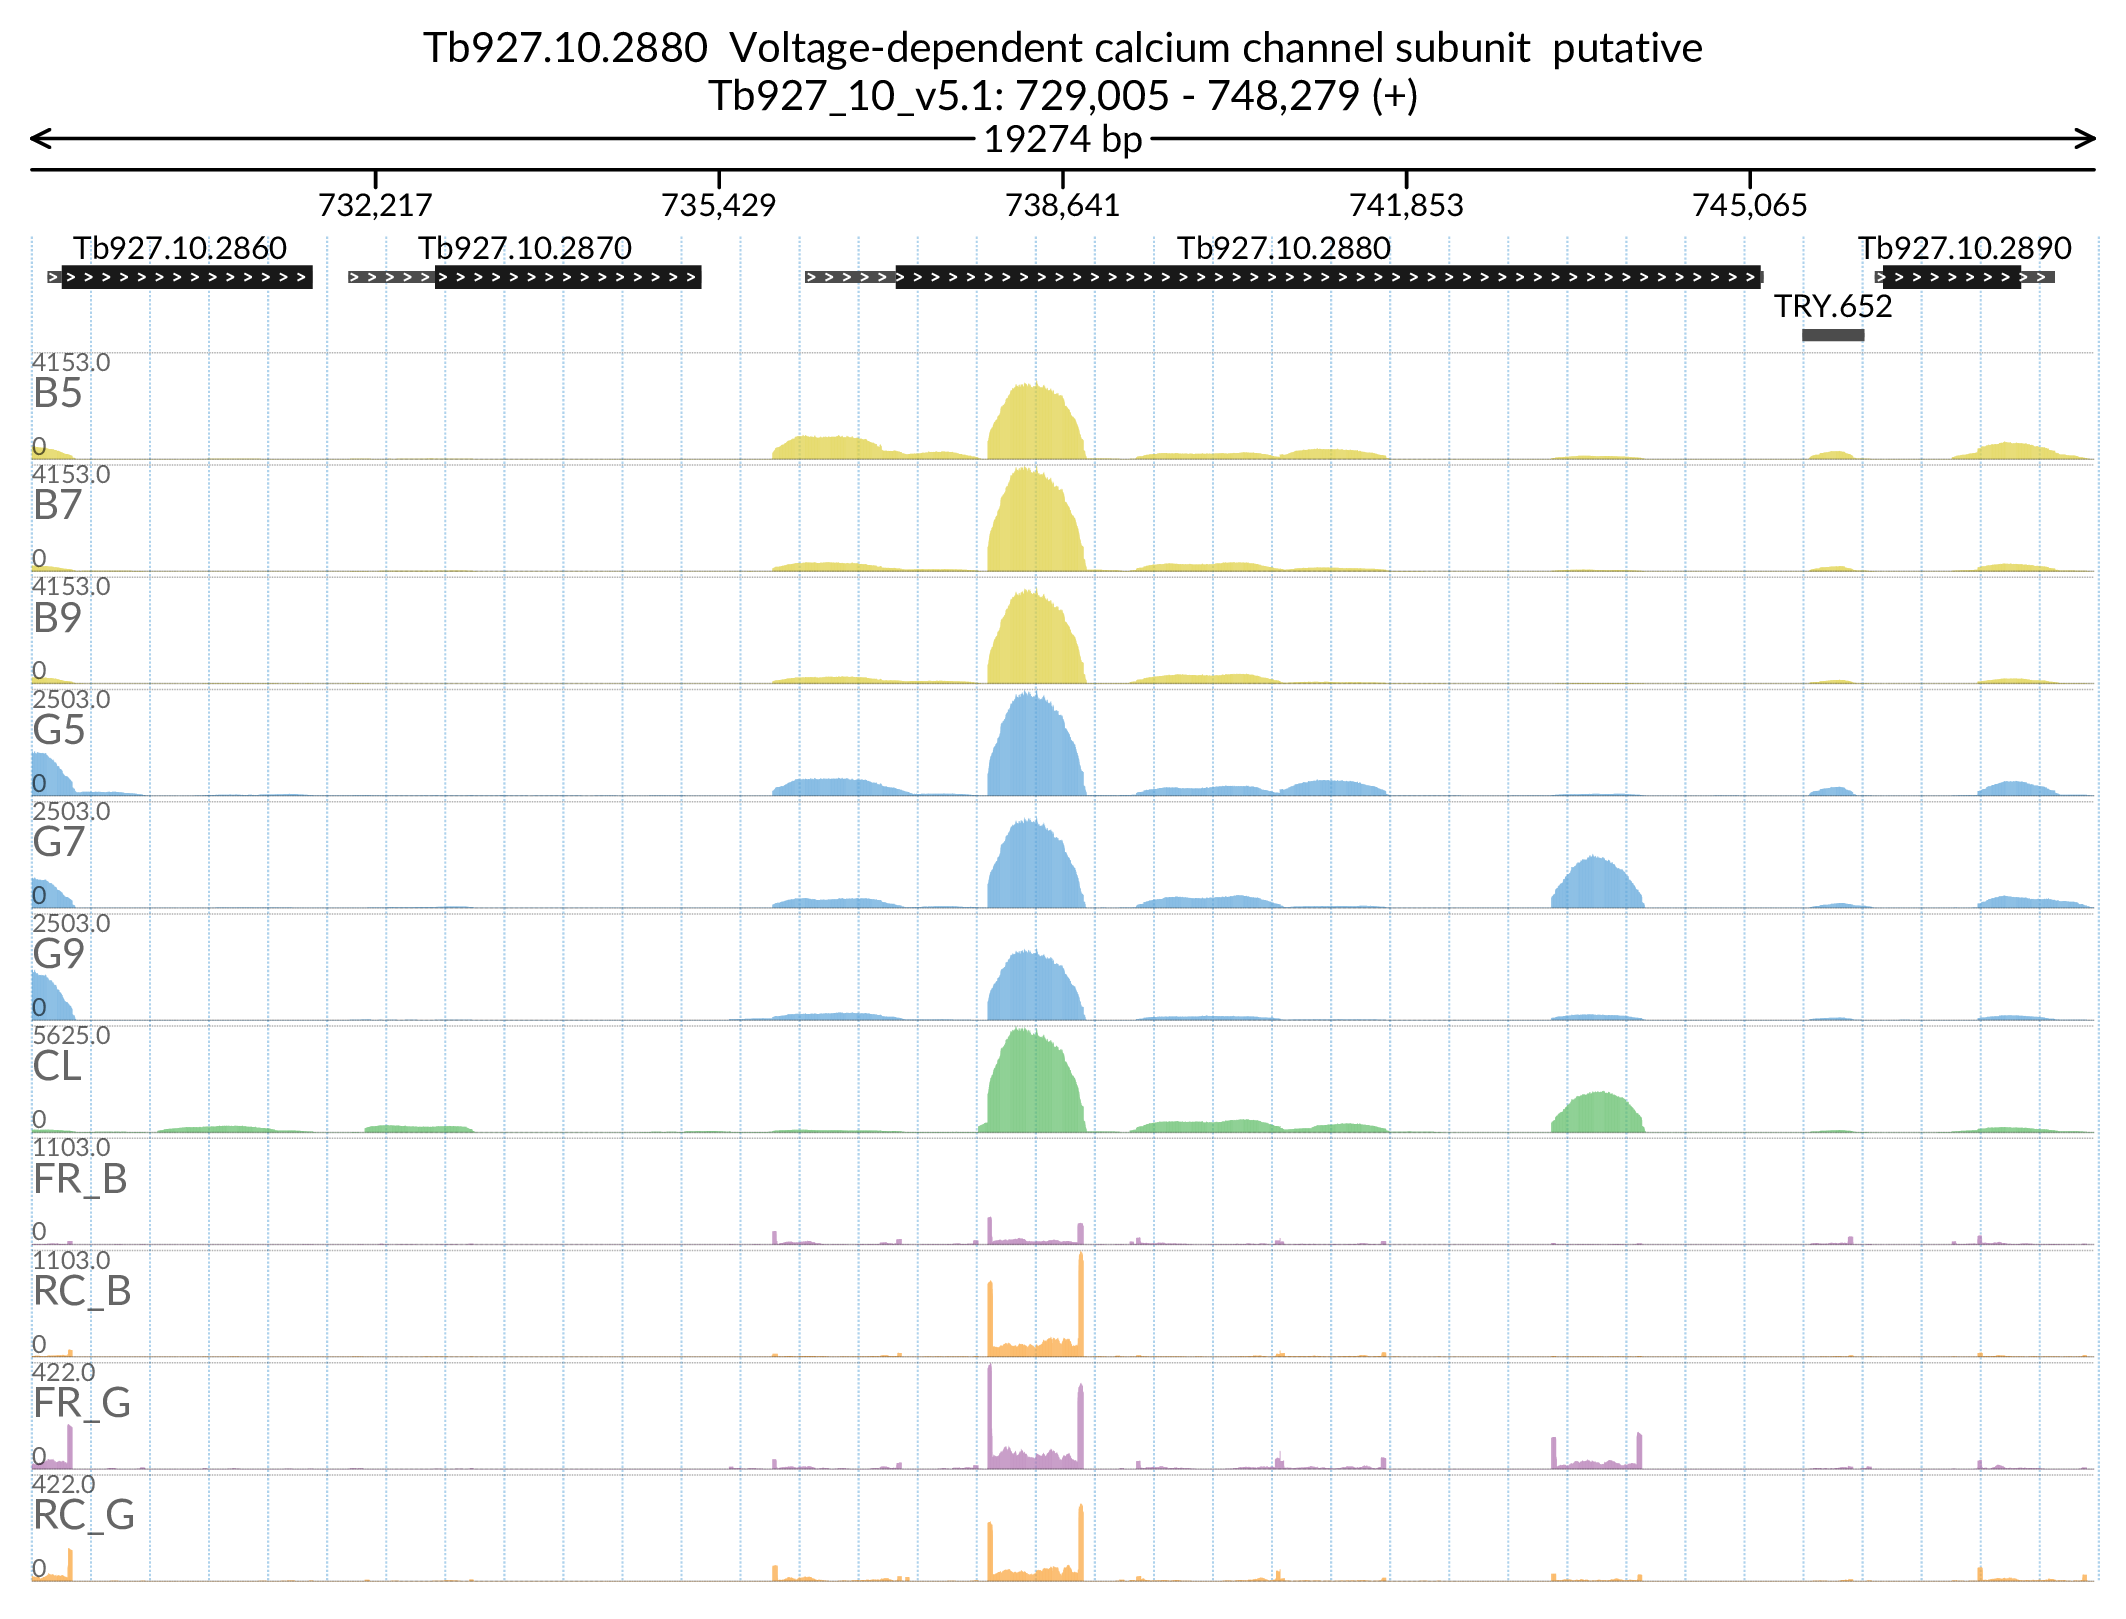 Tb927.10.2880  Voltage-dependent calcium channel subunit  putative
Tb927_10_v5.1: 729,005 - 748,279 (+)
19274 bp
732,217 735,429 738,641 741,853 745,065
Tb927.10.2860 Tb927.10.2870 Tb927.10.2880 Tb927.10.2890
TRY.652
4153.0
B5
0
4153.0
B7
0
4153.0
B9
0
2503.0
G5
0
2503.0
G7
0
2503.0
G9
0
5625.0
CL
0
1103.0
FR_B
0
1103.0
RC_B
0
422.0
FR_G
0
422.0
RC_G
0